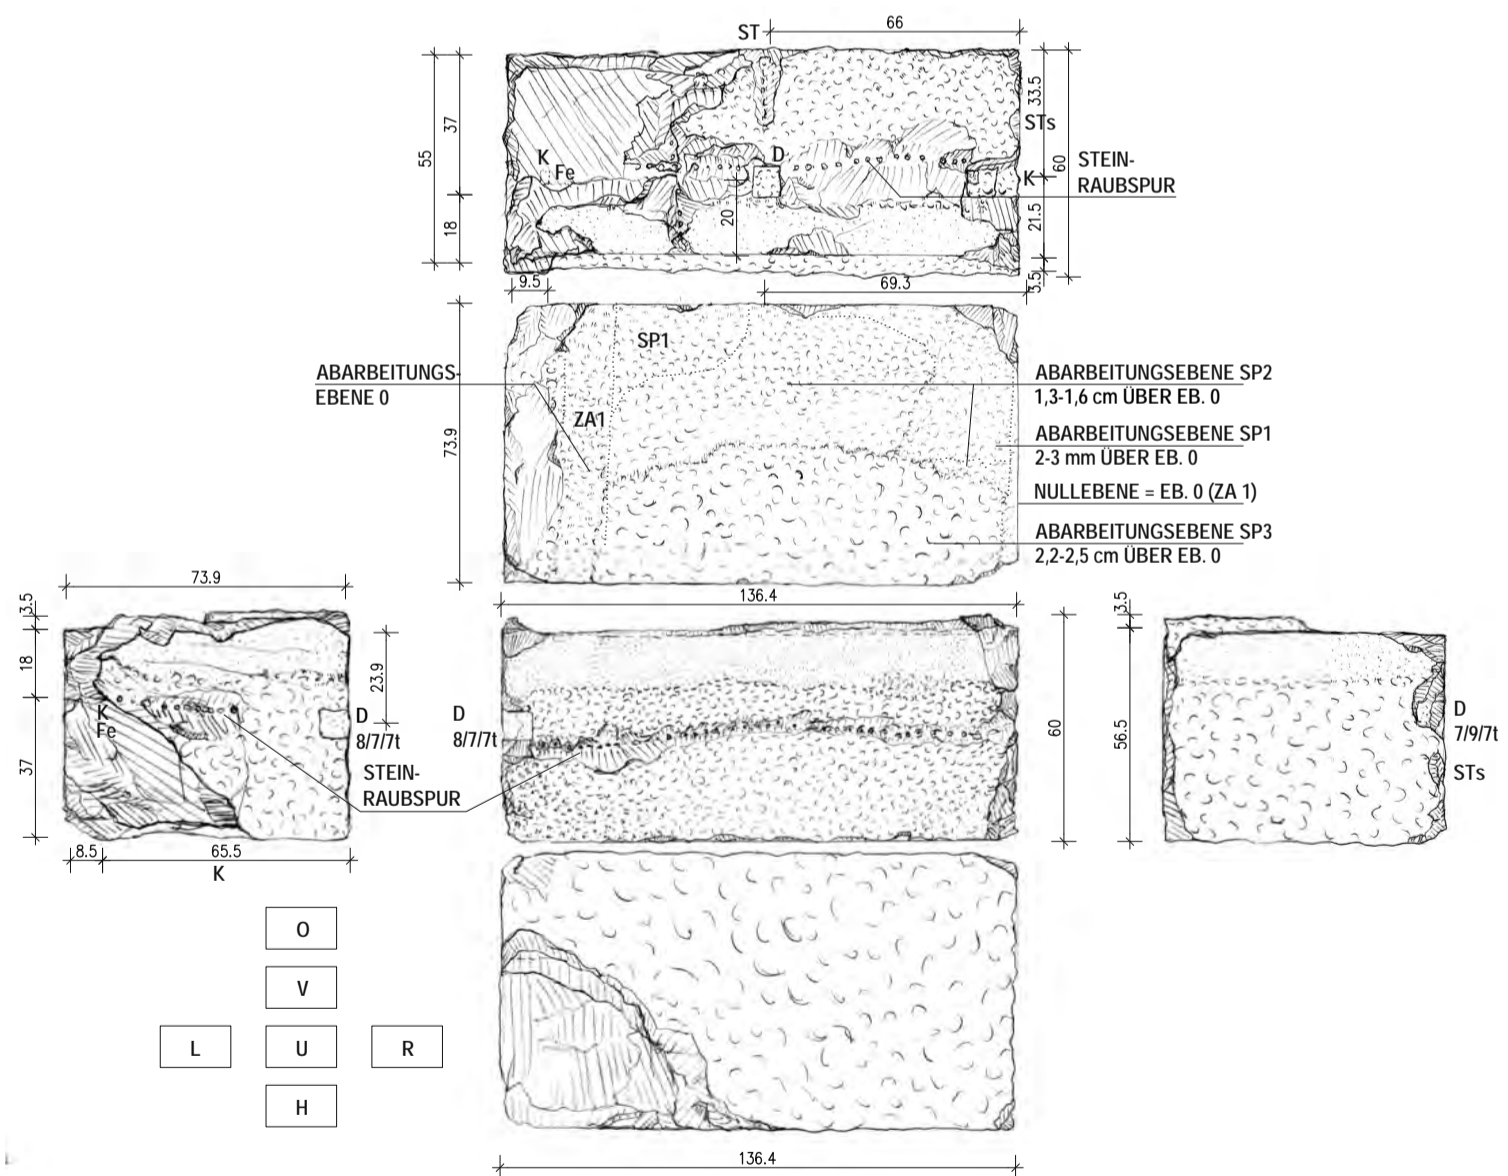 ST
66
37
55
18
K
Fe
D
20
33.5
STs
60
K
21.5
3.5
STEIN-
RAUBSPUR
9.5
69.3
SP1
ZA1
73.9
ABARBEITUNGS-
EBENE 0
ABARBEITUNGSEBENE SP2
1,3-1,6 cm ÜBER EB. 0
ABARBEITUNGSEBENE SP1
2-3 mm ÜBER EB. 0
NULLEBENE = EB. 0 (ZA 1)
ABARBEITUNGSEBENE SP3
2,2-2,5 cm ÜBER EB. 0
136.4
73.9
3.5
18
37
K
Fe
23.9
D
8/7/7t
STEIN-
RAUBSPUR
8.5
65.5
K
D
8/7/7t
60
3.5
56.5
D
7/9/7t
STs
O
V
L
U
R
H
136.4